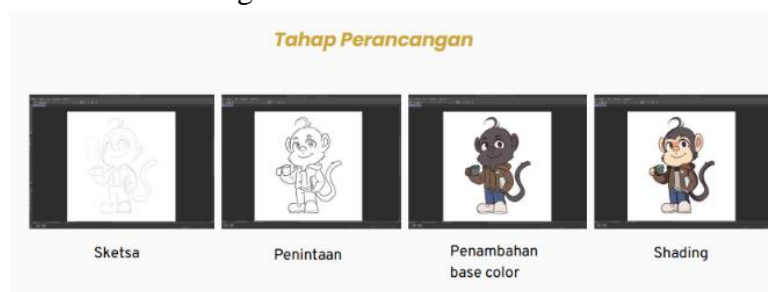 Tahap Perancangan
Sketsa
Penintaan
Penambahan
base color
Shading